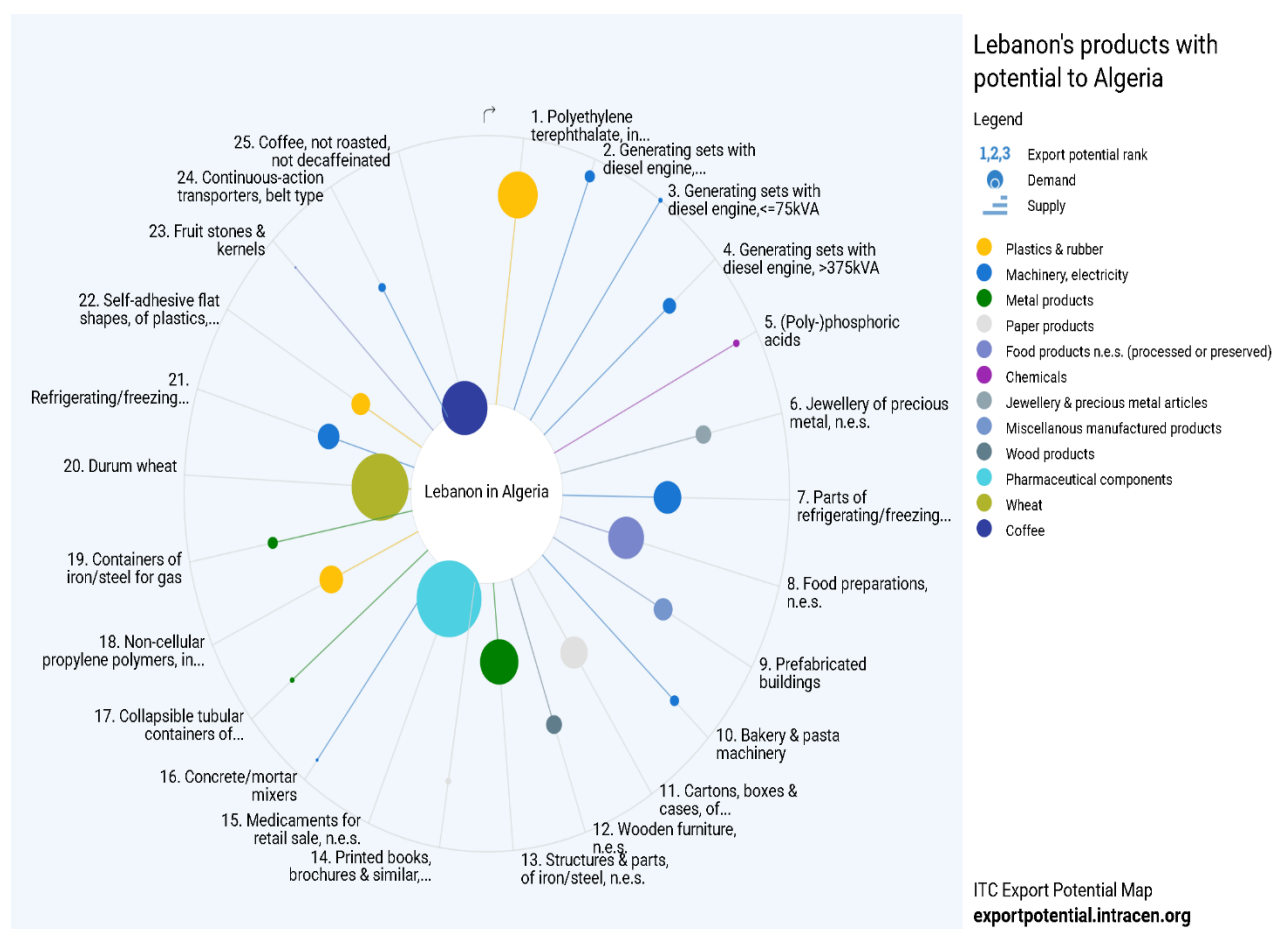 Lebanon's products with
potential to Algeria
Legend
1,2,3 Export potential rank
Demand
Supply
Plastics & rubber
Machinery, electricity
Metal products
Paper products
Food products n.e.s. (processed or preserved)
Chemicals
Jewellery & precious metal articles
Miscellanous manufactured products
Wood products
Pharmaceutical components
Wheat
Coffee
1. Polyethylene
terephthalate, in...
2. Generating sets with
diesel engine,...
3. Generating sets with
diesel engine,<=75kVA
4. Generating sets with
diesel engine, >375kVA
5. (Poly-)phosphoric
acids
6. Jewellery of precious
metal, n.e.s.
7. Parts of
refrigerating/freezing...
8. Food preparations,
n.e.s.
9. Prefabricated
buildings
10. Bakery & pasta
machinery
11. Cartons, boxes &
cases, of...
12. Wooden furniture,
n.e.s.
13. Structures & parts,
of iron/steel, n.e.s.
14. Printed books,
brochures & similar,...
15. Medicaments for
retail sale, n.e.s.
16. Concrete/mortar
mixers
17. Collapsible tubular
containers of...
18. Non-cellular
propylene polymers, in...
19. Containers of
iron/steel for gas
20. Durum wheat
21.
Refrigerating/freezing...
22. Self-adhesive flat
shapes, of plastics,...
23. Fruit stones &
kernels
24. Continuous-action
transporters, belt type
25. Coffee, not roasted,
not decaffeinated
Lebanon in Algeria
ITC Export Potential Map
exportpotential.intracen.org